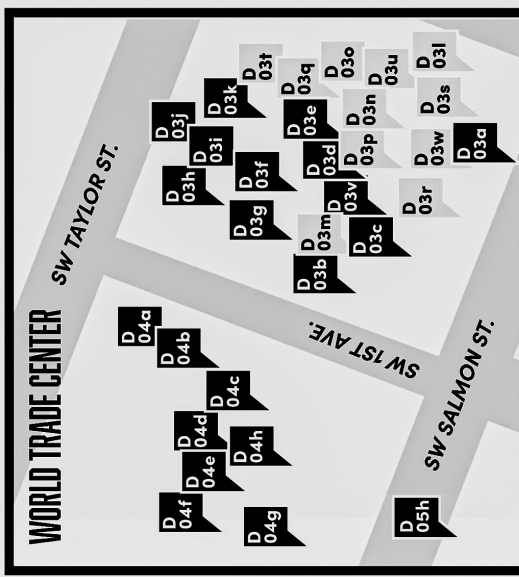 WORLD TRADE CENTER
SW TAYLOR ST.
SW 1ST AVE.
SW SALMON ST.
D
03t
D
03q
D
03o
D
03u
D
03l
D
03k
D
03e
D
03n
D
03s
D
03j
D
03i
D
03d
D
03p
D
03w
D
03a
D
03h
D
03f
D
03v
D
03r
D
03g
D
03m
D
03c
D
03b
D
04a
D
04b
D
04c
D
04d
D
04h
D
04e
D
04f
D
04g
D
05h